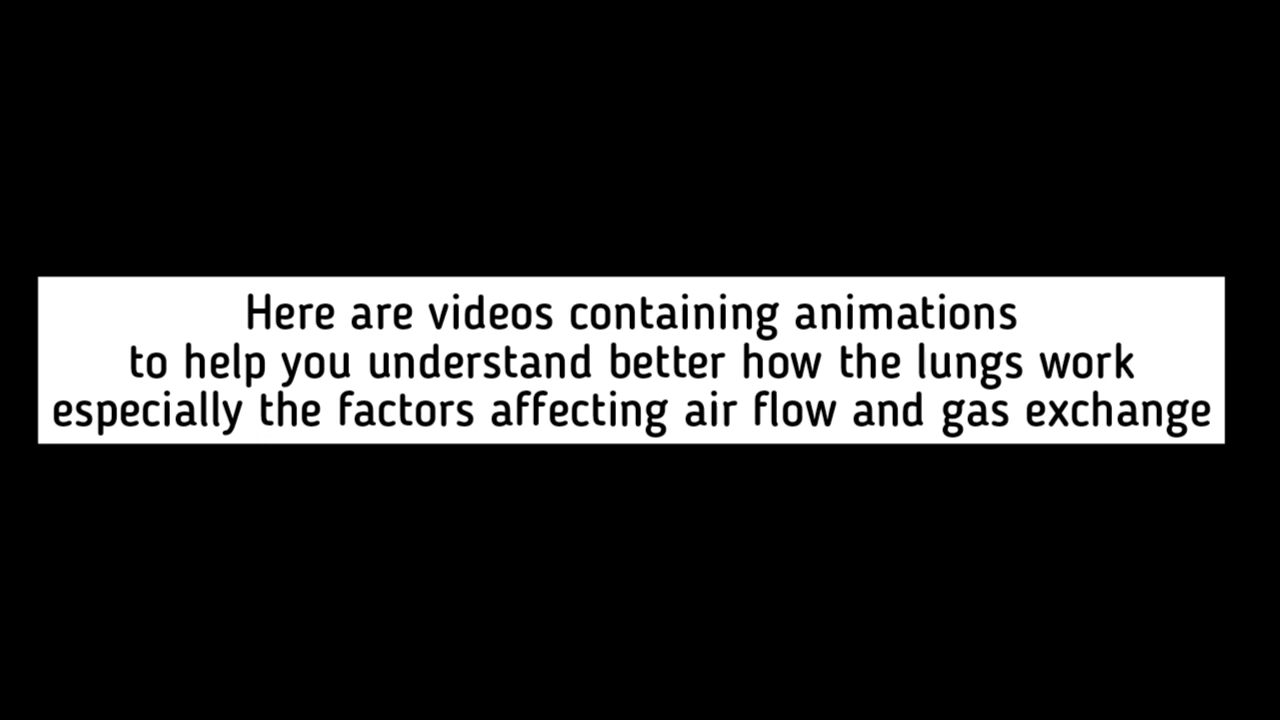 Here are videos containing animations
to help you understand better how the lungs work
especially the factors affecting air flow and gas exchange